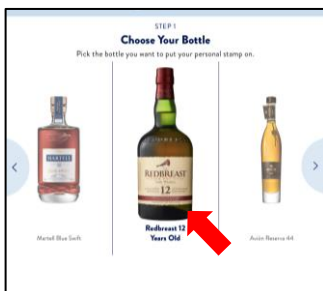 STEP 1
Choose Your Bottle
Pick the bottle you want to put your personal stamp on.
MARTELL
REDBREAST
12
Martell Blue Swift
Redbreast 12
Years Old
Avión Reserva 44